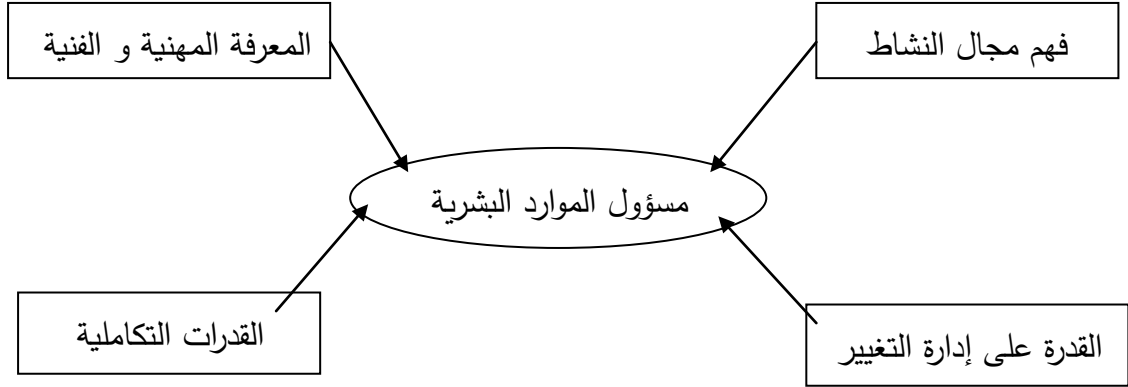 فهم مجال النشاط
المعرفة المهنية و الفنية
مسؤول الموارد البشرية
القدرة على إدارة التغيير
القدرات التكاملية